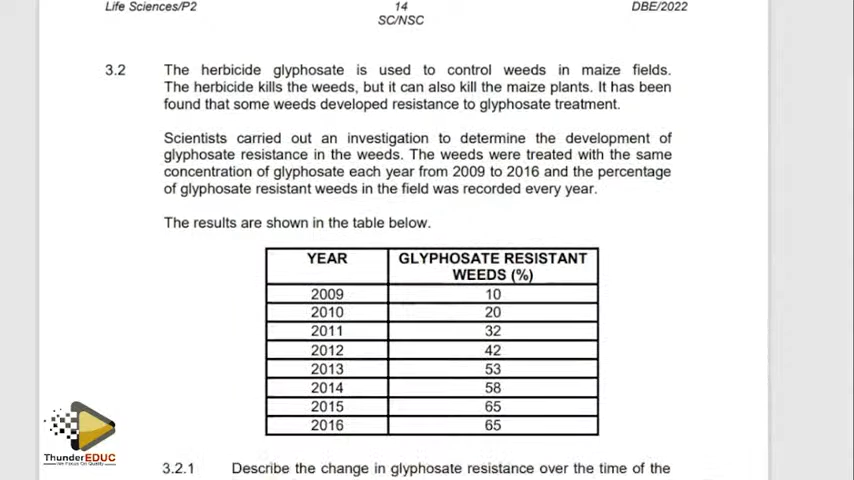 Life Sciences/P2 14 DBE/2022
SC/NSC
3.2 The herbicide glyphosate is used to control weeds in maize fields.
The herbicide kills the weeds, but it can also kill the maize plants. It has been
found that some weeds developed resistance to glyphosate treatment.
Scientists carried out an investigation to determine the development of
glyphosate resistance in the weeds. The weeds were treated with the same
concentration of glyphosate each year from 2009 to 2016 and the percentage
of glyphosate resistant weeds in the field was recorded every year.
The results are shown in the table below.
YEAR GLYPHOSATE RESISTANT
WEEDS (%)
2009 10
2010 20
2011 32
2012 42
2013 53
2014 58
2015 65
2016 65
ThunderEDUC
We Focus On Quality
3.2.1 Describe the change in glyphosate resistance over the time of the